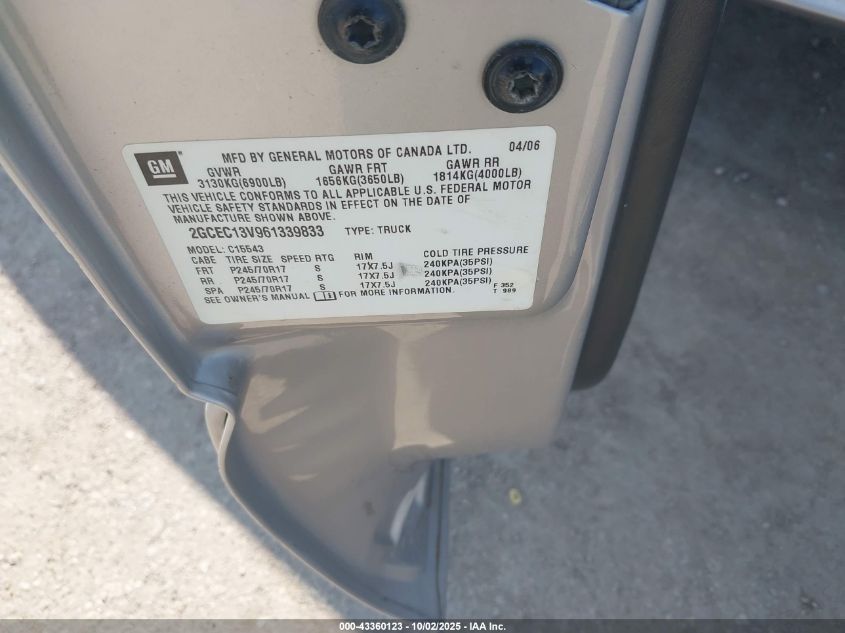 GM
MFD BY GENERAL MOTORS OF CANADA LTD. 04/06
GVWR GAWR FRT GAWR RR
3130KG(6900LB) 1656KG(3650LB) 1814KG(4000LB)
THIS VEHICLE CONFORMS TO ALL APPLICABLE U.S. FEDERAL MOTOR
VEHICLE SAFETY STANDARDS IN EFFECT ON THE DATE OF
MANUFACTURE SHOWN ABOVE.
2GCEC13V961339833 TYPE: TRUCK
MODEL: C15543
CABE TIRE SIZE SPEED RTG RIM COLD TIRE PRESSURE
FRT P245/70R17 S 17X7.5J 240KPA(35PSI)
RR P245/70R17 S 17X7.5J 240KPA(35PSI)
SPA P245/70R17 S 17X7.5J 240KPA(35PSI)
SEE OWNER'S MANUAL FOR MORE INFORMATION.
F 352
T 989
000-43360123 - 10/02/2025 - IAA Inc.